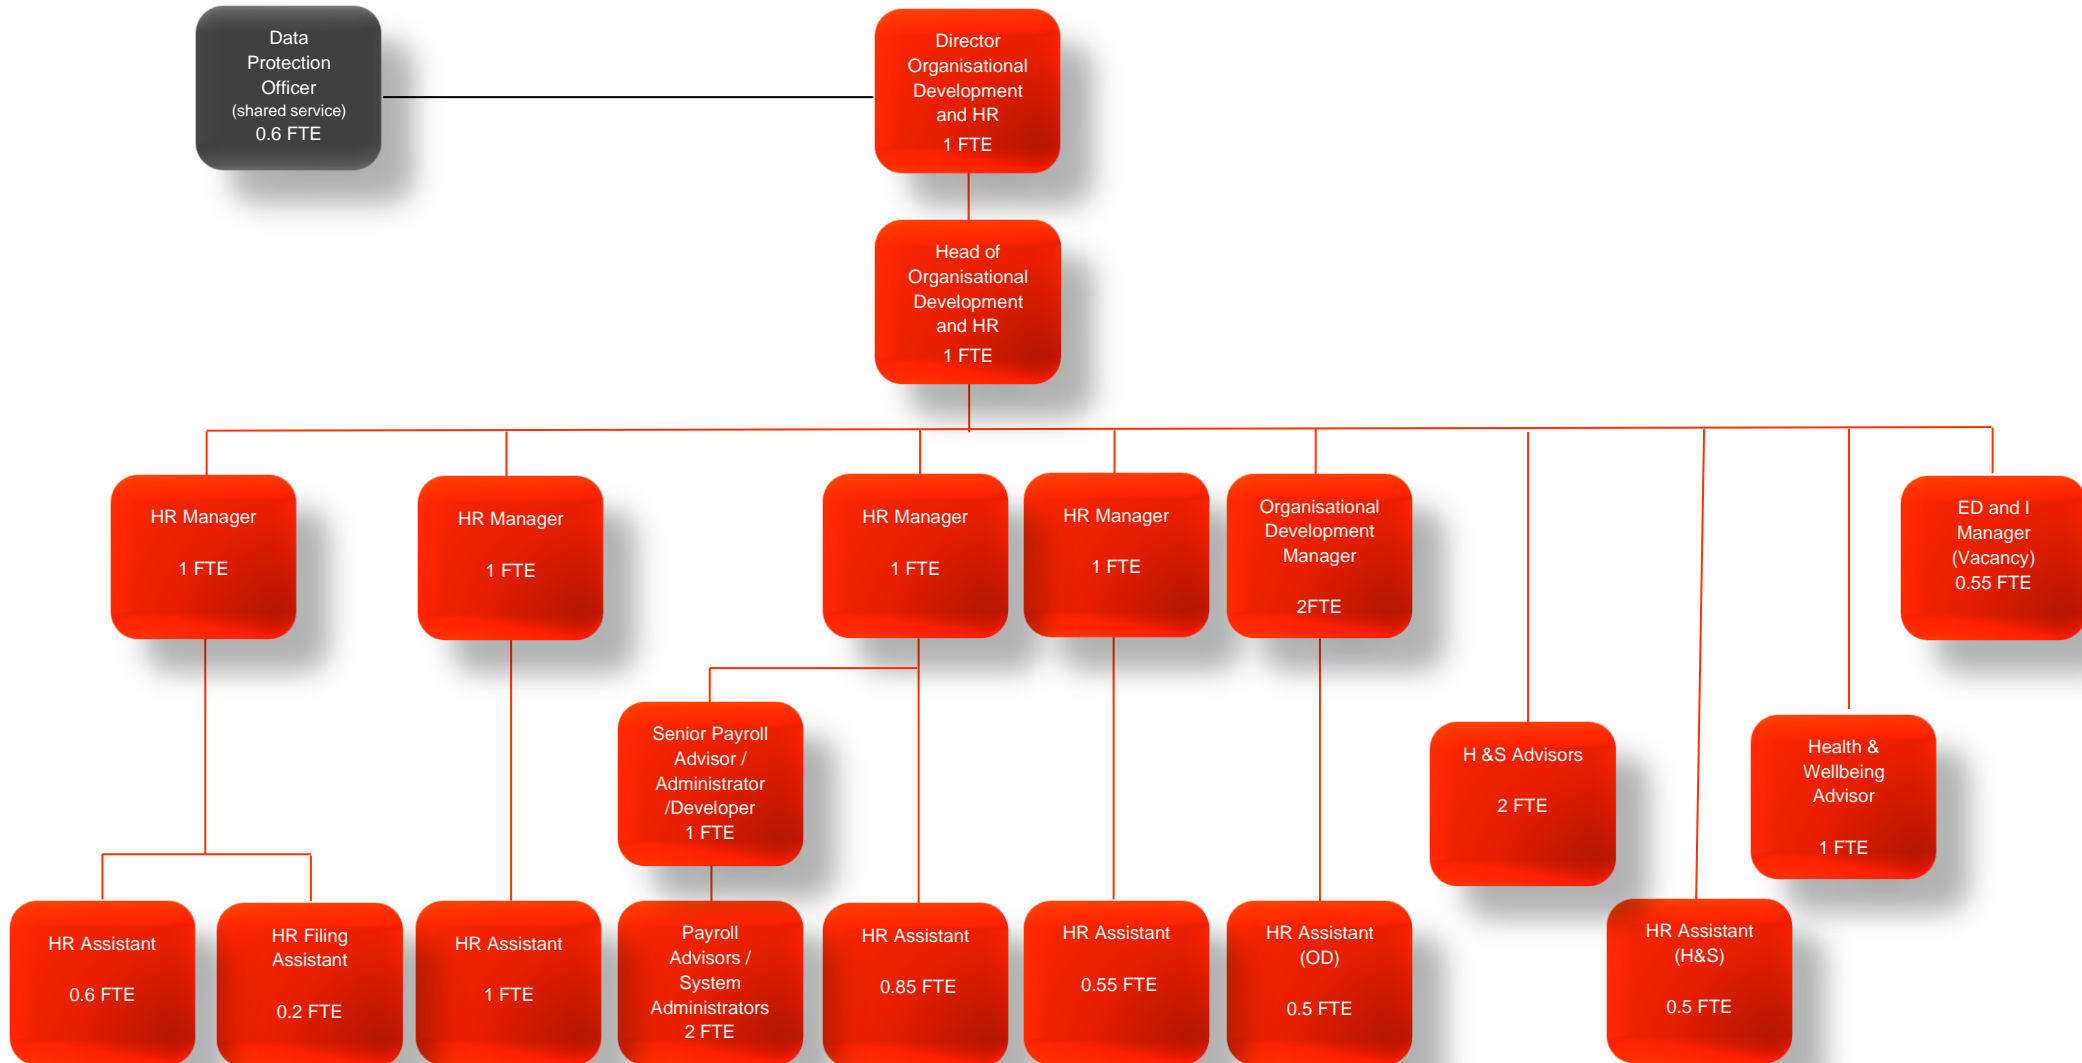 Data
Protection
Officer
(shared service)
0.6 FTE
Director
Organisational
Development
and HR
1 FTE
Head of
Organisational
Development
and HR
1 FTE
HR Manager
1 FTE
HR Manager
1 FTE
HR Manager
1 FTE
HR Manager
1 FTE
Organisational
Development
Manager
2FTE
ED and I
Manager
(Vacancy)
0.55 FTE
Senior Payroll
Advisor /
Administrator
/Developer
1 FTE
H &S Advisors
2 FTE
Health &
Wellbeing
Advisor
1 FTE
HR Assistant
0.6 FTE
HR Filing
Assistant
0.2 FTE
HR Assistant
1 FTE
Payroll
Advisors /
System
Administrators
2 FTE
HR Assistant
0.85 FTE
HR Assistant
0.55 FTE
HR Assistant
(OD)
0.5 FTE
HR Assistant
(H&S)
0.5 FTE